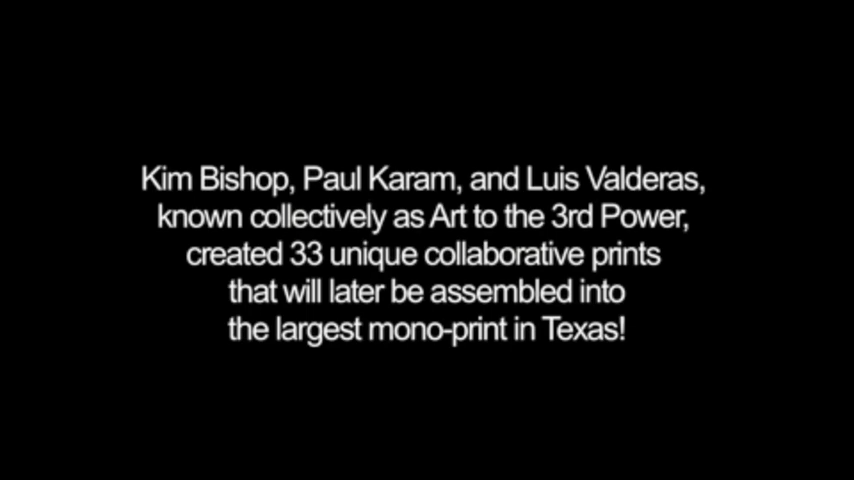 Kim Bishop, Paul Karam, and Luis Valderas,
known collectively as Art to the 3rd Power,
created 33 unique collaborative prints
that will later be assembled into
the largest mono-print in Texas!